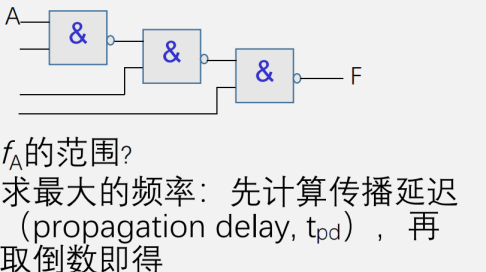 A
&
&
&
F
fA的范围?
求最大的频率：先计算传播延迟
（propagation delay, tpd），再
取倒数即得